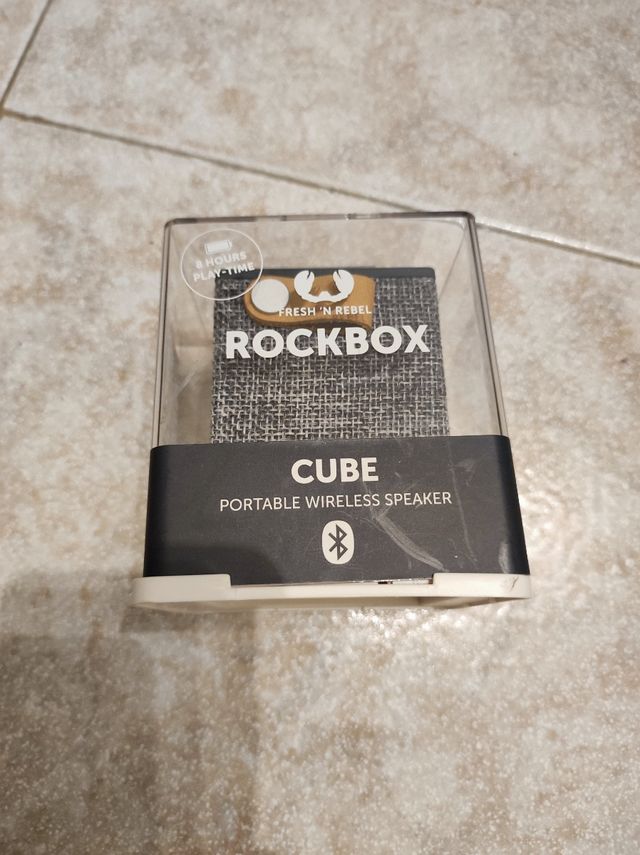 8 HOURS
PLAY-TIME
FRESH 'N REBEL
ROCKBOX
CUBE
PORTABLE WIRELESS SPEAKER